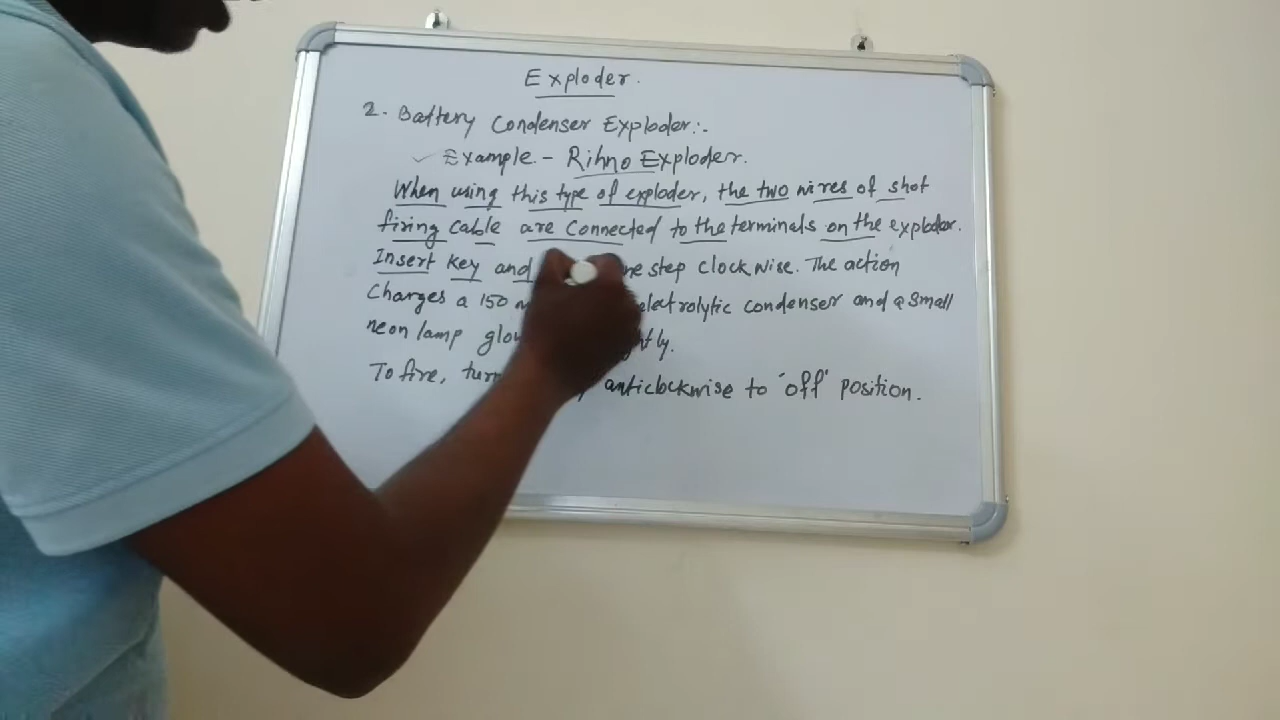 Exploder.
2. Battery Condenser Exploder:-
Example - Rihno Exploder.
When using this type of exploder, the two wires of shot
firing cable are connected to the terminals on the exploder.
Insert key and step clockwise. The action
Charges a 150 electrolytic condenser and a small
neon lamp
To fire, turn anticlockwise to 'off' position.